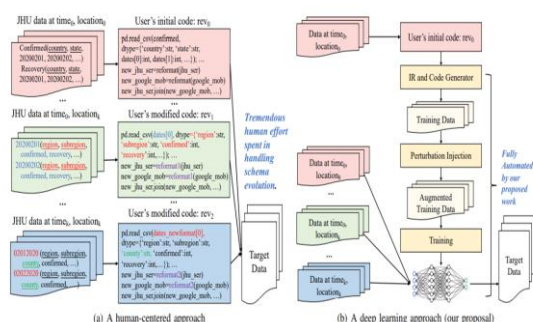 JHU data at time₀, location₀
Confirmed(country, state,
20200201, 20200202, …)
Recovery(country, state,
20200201, 20200202, …)
...
JHU data at time₁, location₁
20200201(region,
subregion,
confirmed, recovery, …)
20200202(region,
subregion,
confirmed, recovery, …)
...
JHU data at
02012020 (region, subregion,
county, confirmed, …)
02022020 (region, subregion,
county, confirmed, …)
...
User's initial code: rev₀
pd.read_csv(confirmed,
dtype={'country':str, 'state':str,
dates[0]:int, dates[1]:int, …}); …
new_jhu_ser=reformat(jhu_ser)
new_google_mob=reformat(google_mob)
new_jhu_ser.join(new_google_mob, …)
User's modified code: rev₁
pd.read_csv(dates[0], dtype={'region':str,
'subregion':str, 'confirmed':int,
'recovery':int, …}); …
new_jhu_ser=reformat1(jhu_ser)
new_google_mob=reformat1(google_mob)
new_jhu_ser.join(new_google_mob, …)
User's modified code: rev₂
pd.read_csv(dates_newformat[0],
dtype={'region':str, 'subregion':str,
'county':str, 'confirmed':int,
'recovery':int, …}); …
new_jhu_ser=reformat2(jhu_ser)
new_google_mob=reformat2(google_mob)
new_jhu_ser.join(new_google_mob, …)
Tremendous
human effort
spent in
handling
schema
evolution.
Target
Data
(a) A human-centered approach
Data at time₀,
location₀
User's initial code: rev₀
IR and Code Generator
Training Data
Perturbation Injection
Augmented
Training Data
Training
Data at time₀,
location₀
...
Data at
...
Data at
Fully
Automated
by our
proposed
work
Target
Data
(b) A deep learning approach (our proposal)